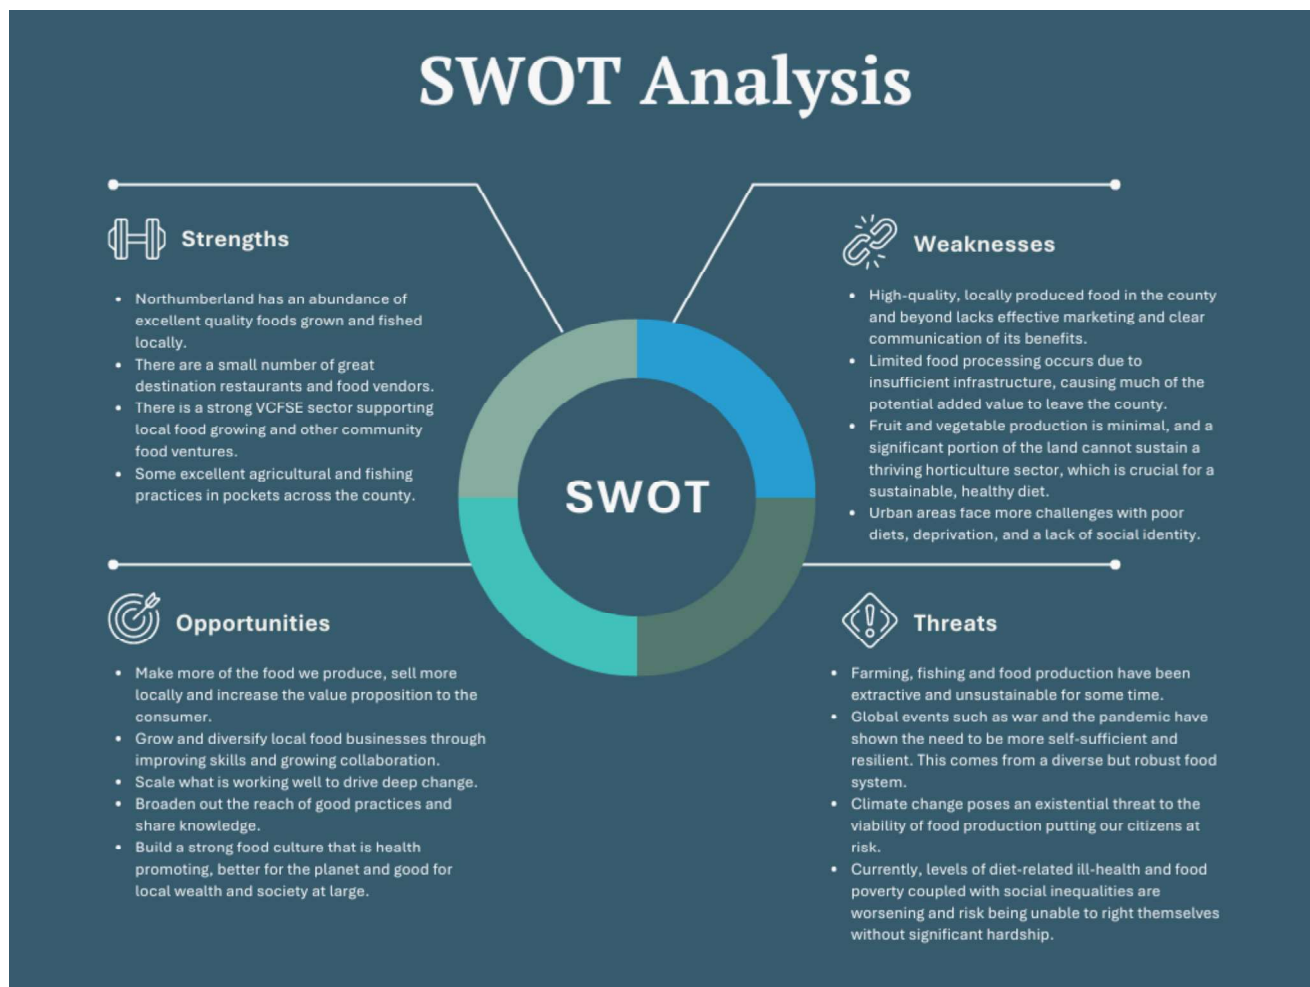 SWOT Analysis
Strengths
• Northumberland has an abundance of
excellent quality foods grown and fished
locally.
• There are a small number of great
destination restaurants and food vendors.
• There is a strong VCFSE sector supporting
local food growing and other community
food ventures.
• Some excellent agricultural and fishing
practices in pockets across the county.
Weaknesses
• High-quality, locally produced food in the county
and beyond lacks effective marketing and clear
communication of its benefits.
• Limited food processing occurs due to
insufficient infrastructure, causing much of the
potential added value to leave the county.
• Fruit and vegetable production is minimal, and a
significant portion of the land cannot sustain a
thriving horticulture sector, which is crucial for a
sustainable, healthy diet.
• Urban areas face more challenges with poor
diets, deprivation, and a lack of social identity.
SWOT
Opportunities
• Make more of the food we produce, sell more
locally and increase the value proposition to the
consumer.
• Grow and diversify local food businesses through
improving skills and growing collaboration.
• Scale what is working well to drive deep change.
• Broaden out the reach of good practices and
share knowledge.
• Build a strong food culture that is health
promoting, better for the planet and good for
local wealth and society at large.
Threats
• Farming, fishing and food production have been
extractive and unsustainable for some time.
• Global events such as war and the pandemic have
shown the need to be more self-sufficient and
resilient. This comes from a diverse but robust food
system.
• Climate change poses an existential threat to the
viability of food production putting our citizens at
risk.
• Currently, levels of diet-related ill-health and food
poverty coupled with social inequalities are
worsening and risk being unable to right themselves
without significant hardship.